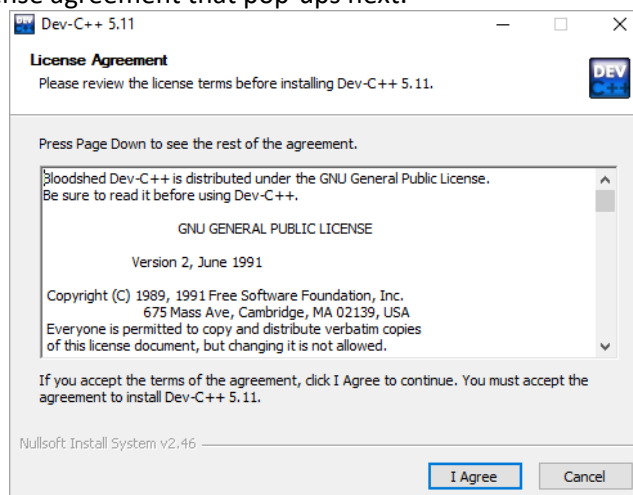 ense agreement that pop-ups next.
Dev-C++ 5.11
License Agreement
Please review the license terms before installing Dev-C++ 5.11.
DEV
C++
Press Page Down to see the rest of the agreement.
Bloodshed Dev-C++ is distributed under the GNU General Public License.
Be sure to read it before using Dev-C++.
GNU GENERAL PUBLIC LICENSE
Version 2, June 1991
Copyright (C) 1989, 1991 Free Software Foundation, Inc.
675 Mass Ave, Cambridge, MA 02139, USA
Everyone is permitted to copy and distribute verbatim copies
of this license document, but changing it is not allowed.
If you accept the terms of the agreement, click I Agree to continue. You must accept the
agreement to install Dev-C++ 5.11.
Nullsoft Install System v2.46
I Agree
Cancel